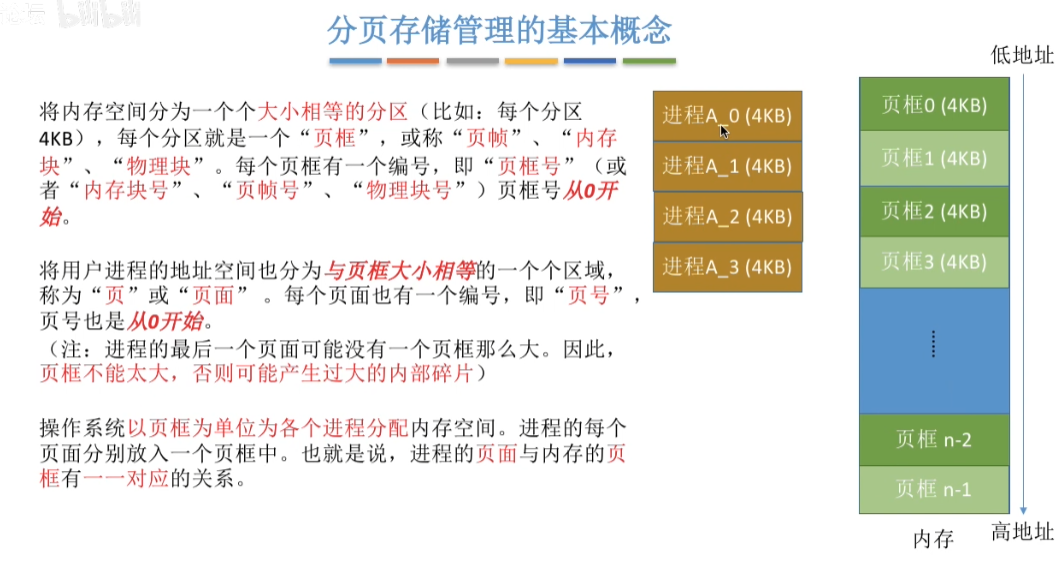 论坛 bilibili
分页存储管理的基本概念
将内存空间分为一个个大小相等的分区（比如：每个分区
4KB），每个分区就是一个“页框”，或称“页帧”、“内存
块”、“物理块”。每个页框有一个编号，即“页框号”（或
者“内存块号”、“页帧号”、“物理块号”）页框号从0开
始。
将用户进程的地址空间也分为与页框大小相等的一个个区域，
称为“页”或“页面” 。每个页面也有一个编号，即“页号”，
页号也是从0开始。
（注：进程的最后一个页面可能没有一个页框那么大。因此，
页框不能太大，否则可能产生过大的内部碎片）
操作系统以页框为单位为各个进程分配内存空间。进程的每个
页面分别放入一个页框中。也就是说，进程的页面与内存的页
框有一一对应的关系。
进程A_0 (4KB)
进程A_1 (4KB)
进程A_2 (4KB)
进程A_3 (4KB)
低地址
页框0 (4KB)
页框1 (4KB)
页框2 (4KB)
页框3 (4KB)
......
页框 n-2
页框 n-1
内存
高地址